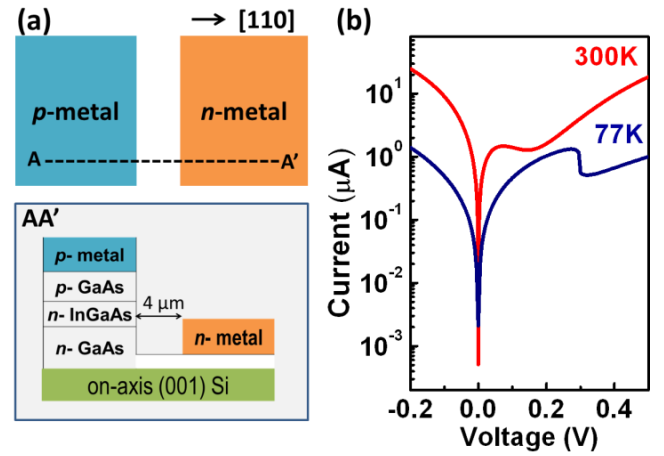 (a)
→ [110]
p-metal
n-metal
A
A'
AA'
p- metal
p- GaAs
n- InGaAs
n- GaAs
4 μm
n- metal
on-axis (001) Si
(b)
300K
77K
Current (μA)
10¹
10⁰
10⁻¹
10⁻²
10⁻³
-0.2
0.0
0.2
0.4
Voltage (V)